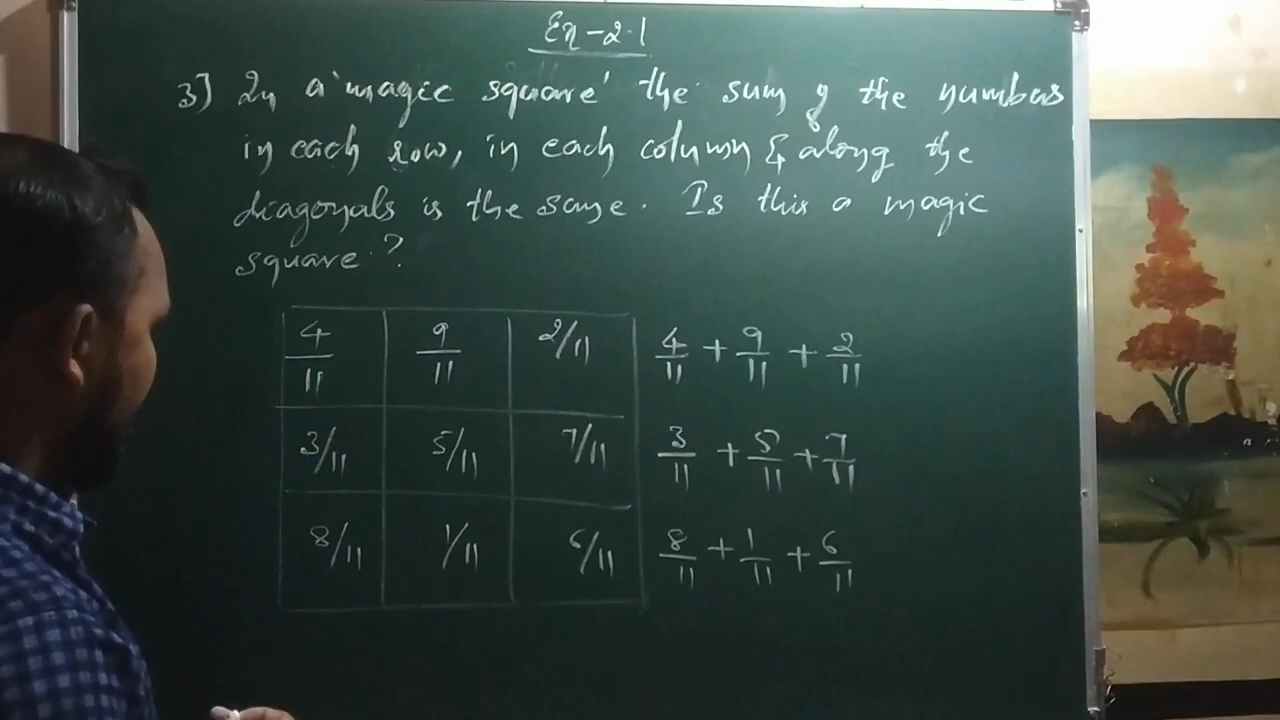 Ex-2.1
3] In a 'magic square' the sum of the numbers
in each row, in each column & along the
diagonals is the same. Is this a magic
square ?
4/11 9/11 2/11 4/11 + 9/11 + 2/11
3/11 5/11 7/11 3/11 + 5/11 + 7/11
8/11 1/11 6/11 8/11 + 1/11 + 6/11